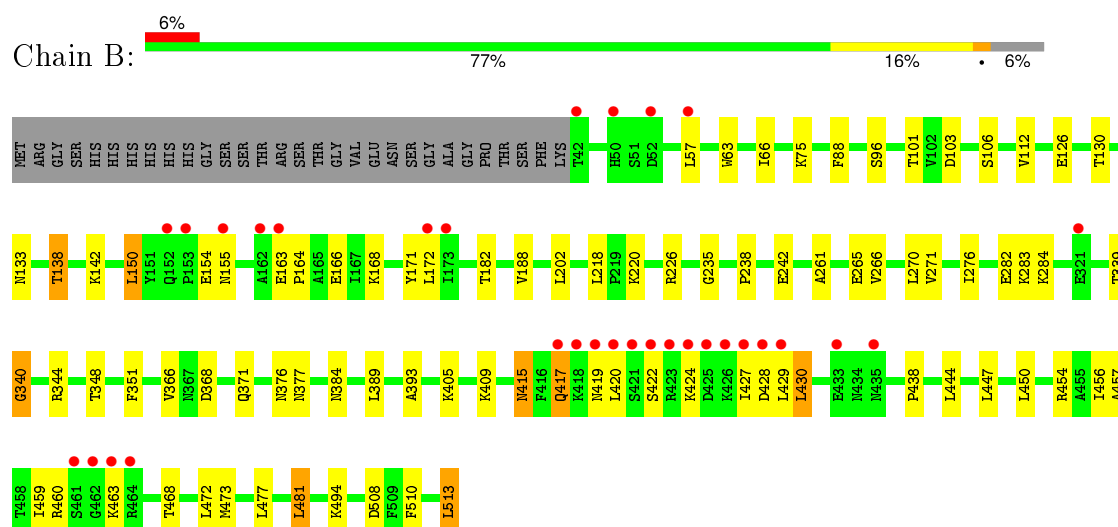 6%
Chain B:
77% 16% • 6%
MET ARG GLY SER HIS HIS HIS HIS HIS HIS GLY SER SER THR ARG SER THR GLY VAL GLU ASN SER GLY ALA GLY PRO THR SER PHE LYS T42 H50 S51 D52 L57 W63 I66 K75 F88 S96 T101 V102 D103 S106 V112 E126 T130
N133 T138 K142 L150 Y151 Q152 P153 E154 N155 A162 E163 P164 A165 E166 I167 K168 Y171 L172 I173 T182 V188 L202 L218 P219 K220 R226 G235 P238 E242 A261 E265 V266 L270 V271 I276 E282 K283 K284 E321 T339
G340 R344 T348 F351 V366 N367 D368 Q371 N376 N377 N384 L389 A393 K405 K409 N415 F416 Q417 K418 N419 L420 S421 S422 R423 K424 D425 K426 I427 D428 L429 L430 E433 N434 N435 P438 L444 L447 L450 R454 A455 I456 A457
T458 I459 R460 S461 G462 K463 R464 T468 L472 M473 L477 L481 K494 D508 F509 F510 L513